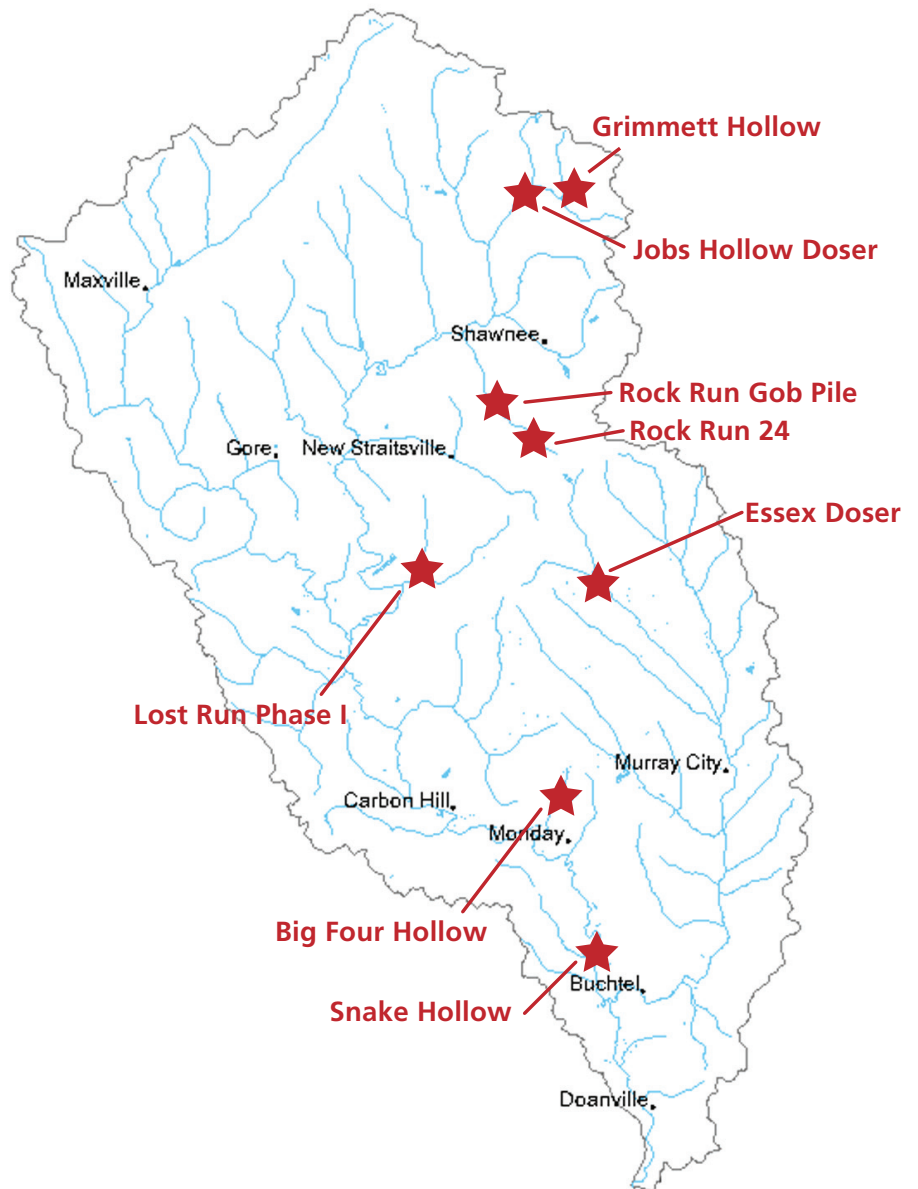 Grimmett Hollow
Jobs Hollow Doser
Maxville
Shawnee
Rock Run Gob Pile
Rock Run 24
Gore
New Straitsville
Essex Doser
Lost Run Phase I
Murray City
Carbon Hill
Monday
Big Four Hollow
Buchtel
Snake Hollow
Doanville